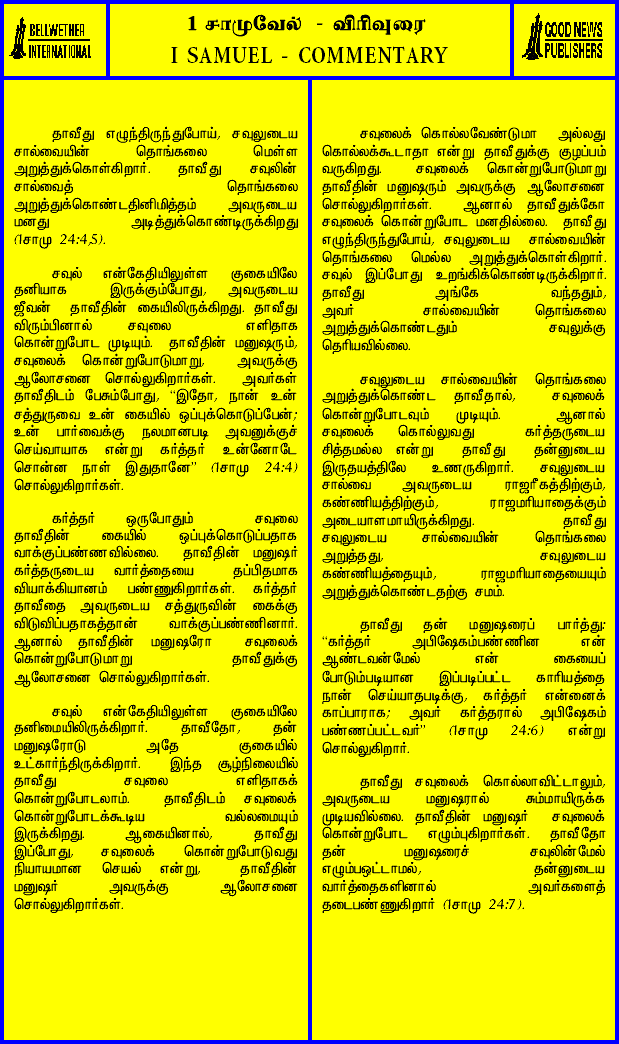 BELLWETHER
INTERNATIONAL
1 சாமுவேல் - விரிவுரை
I SAMUEL - COMMENTARY
GOOD NEWS
PUBLISHERS
தாவீது எழுந்திருந்துபோய், சவுலுடைய
சால்வையின் தொங்கலை மெள்ள
அறுத்துக்கொள்கிறார். தாவீது சவுலின்
சால்வைத் தொங்கலை
அறுத்துக்கொண்டதினிமித்தம் அவருடைய
மனது அடித்துக்கொண்டிருக்கிறது
(1சாமு 24:4,5).
சவுல் என்கேதியிலுள்ள குகையிலே
தனியாக இருக்கும்போது, அவருடைய
ஜீவன் தாவீதின் கையிலிருக்கிறது. தாவீது
விரும்பினால் சவுலை எளிதாக
கொன்றுபோட முடியும். தாவீதின் மனுஷரும்,
சவுலைக் கொன்றுபோடுமாறு, அவருக்கு
ஆலோசனை சொல்லுகிறார்கள். அவர்கள்
தாவீதிடம் பேசும்போது, “இதோ, நான் உன்
சத்துருவை உன் கையில் ஒப்புக்கொடுப்பேன்;
உன் பார்வைக்கு நலமானபடி அவனுக்குச்
செய்வாயாக என்று கர்த்தர் உன்னோடே
சொன்ன நாள் இதுதானே” (1சாமு 24:4)
சொல்லுகிறார்கள்.
கர்த்தர் ஒருபோதும் சவுலை
தாவீதின் கையில் ஒப்புக்கொடுப்பதாக
வாக்குப்பண்ணவில்லை. தாவீதின் மனுஷர்
கர்த்தருடைய வார்த்தையை தப்பிதமாக
வியாக்கியானம் பண்ணுகிறார்கள். கர்த்தர்
தாவீதை அவருடைய சத்துருவின் கைக்கு
விடுவிப்பதாகத்தான் வாக்குப்பண்ணினார்.
ஆனால் தாவீதின் மனுஷரோ சவுலைக்
கொன்றுபோடுமாறு தாவீதுக்கு
ஆலோசனை சொல்லுகிறார்கள்.
சவுல் என்கேதியிலுள்ள குகையிலே
தனிமையிலிருக்கிறார். தாவீதோ, தன்
மனுஷரோடு அதே குகையில்
உட்கார்ந்திருக்கிறார். இந்த சூழ்நிலையில்
தாவீது சவுலை எளிதாகக்
கொன்றுபோடலாம். தாவீதிடம் சவுலைக்
கொன்றுபோடக்கூடிய வல்லமையும்
இருக்கிறது. ஆகையினால், தாவீது
இப்போது, சவுலைக் கொன்றுபோடுவது
நியாயமான செயல் என்று, தாவீதின்
மனுஷர் அவருக்கு ஆலோசனை
சொல்லுகிறார்கள்.
சவுலைக் கொல்லவேண்டுமா அல்லது
கொல்லக்கூடாதா என்று தாவீதுக்கு குழப்பம்
வருகிறது. சவுலைக் கொன்றுபோடுமாறு
தாவீதின் மனுஷரும் அவருக்கு ஆலோசனை
சொல்லுகிறார்கள். ஆனால் தாவீதுக்கோ
சவுலைக் கொன்றுபோட மனதில்லை. தாவீது
எழுந்திருந்துபோய், சவுலுடைய சால்வையின்
தொங்கலை மெல்ல அறுத்துக்கொள்கிறார்.
சவுல் இப்போது உறங்கிக்கொண்டிருக்கிறார்.
தாவீது அங்கே வந்ததும்,
அவர் சால்வையின் தொங்கலை
அறுத்துக்கொண்டதும் சவுலுக்கு
தெரியவில்லை.
சவுலுடைய சால்வையின் தொங்கலை
அறுத்துக்கொண்ட தாவீதால், சவுலைக்
கொன்றுபோடவும் முடியும். ஆனால்
சவுலைக் கொல்லுவது கர்த்தருடைய
சித்தமல்ல என்று தாவீது தன்னுடைய
இருதயத்திலே உணருகிறார். சவுலுடைய
சால்வை அவருடைய ராஜரீகத்திற்கும்,
கண்ணியத்திற்கும், ராஜமரியாதைக்கும்
அடையாளமாயிருக்கிறது. தாவீது
சவுலுடைய சால்வையின் தொங்கலை
அறுத்தது, சவுலுடைய
கண்ணியத்தையும், ராஜமரியாதையையும்
அறுத்துக்கொண்டதற்கு சமம்.
தாவீது தன் மனுஷரைப் பார்த்து:
“கர்த்தர் அபிஷேகம்பண்ணின என்
ஆண்டவன்மேல் என் கையைப்
போடும்படியான இப்படிப்பட்ட காரியத்தை
நான் செய்யாதபடிக்கு, கர்த்தர் என்னைக்
காப்பாராக; அவர் கர்த்தரால் அபிஷேகம்
பண்ணப்பட்டவர்” (1சாமு 24:6) என்று
சொல்லுகிறார்.
தாவீது சவுலைக் கொல்லாவிட்டாலும்,
அவருடைய மனுஷரால் சும்மாயிருக்க
முடியவில்லை. தாவீதின் மனுஷர் சவுலைக்
கொன்றுபோட எழும்புகிறார்கள். தாவீதோ
தன் மனுஷரைச் சவுலின்மேல்
எழும்பஒட்டாமல், தன்னுடைய
வார்த்தைகளினால் அவர்களைத்
தடைபண்ணுகிறார் (1சாமு 24:7).